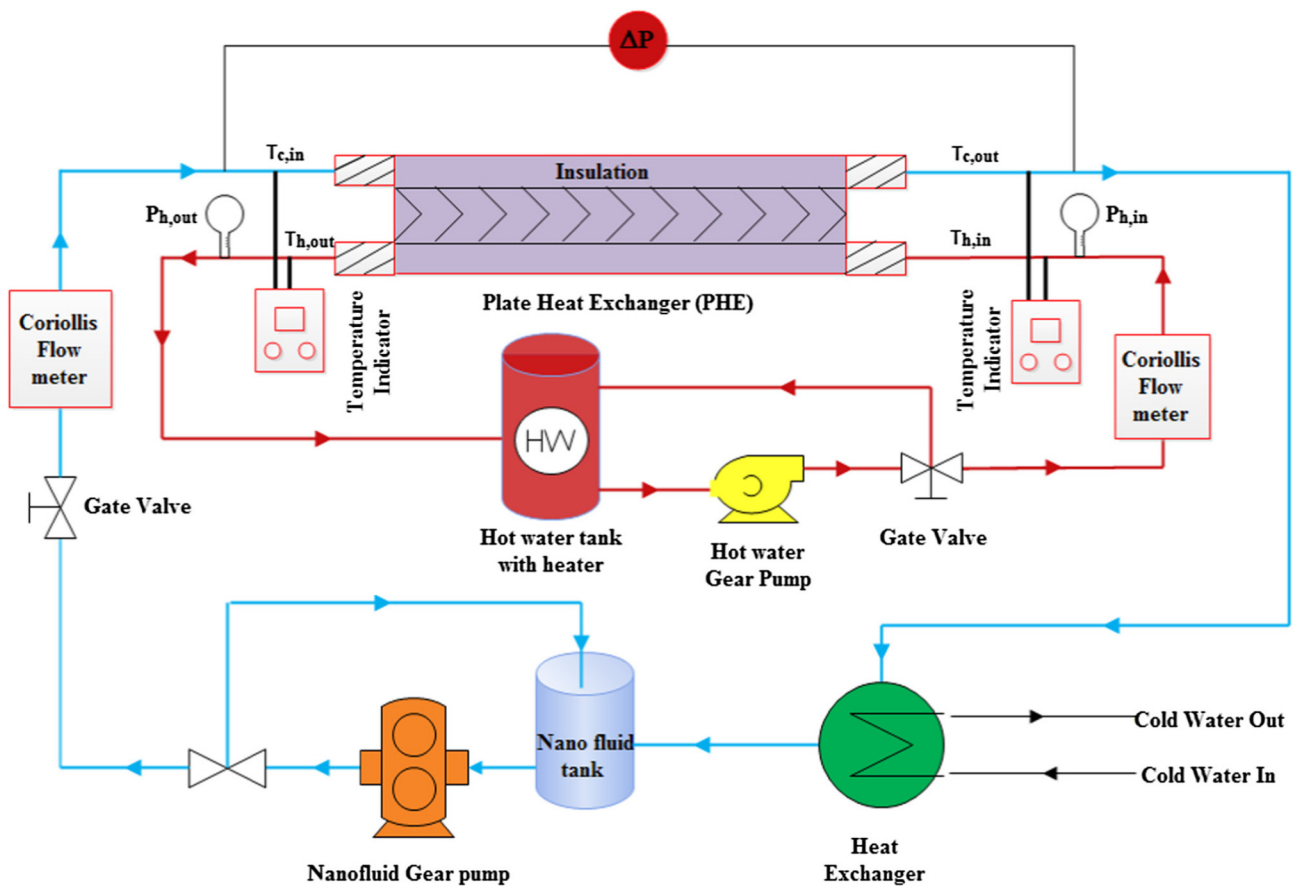 ΔP
Tc,in
Insulation
Tc,out
Ph,out
Ph,in
Th,out
Th,in
Plate Heat Exchanger (PHE)
Coriollis
Flow
meter
Temperature
Indicator
Temperature
Indicator
Coriollis
Flow
meter
HW
Gate Valve
Hot water tank
with heater
Hot water
Gear Pump
Gate Valve
Nano fluid
tank
Cold Water Out
Cold Water In
Nanofluid Gear pump
Heat
Exchanger